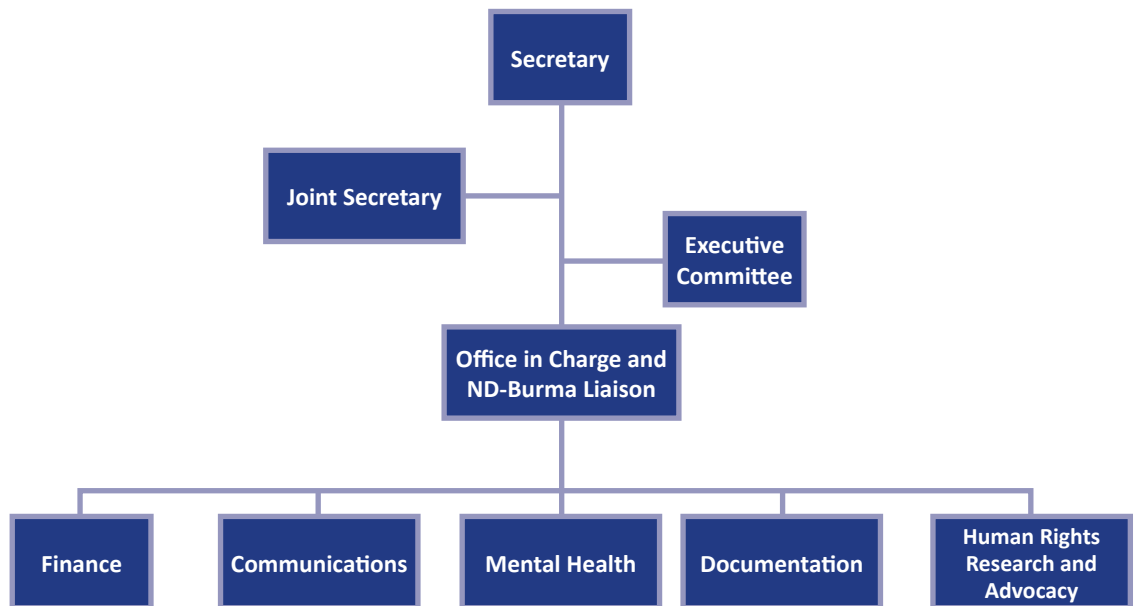 Secretary
Joint Secretary
Executive
Committee
Office in Charge and
ND-Burma Liaison
Finance
Communications
Mental Health
Documentation
Human Rights
Research and
Advocacy